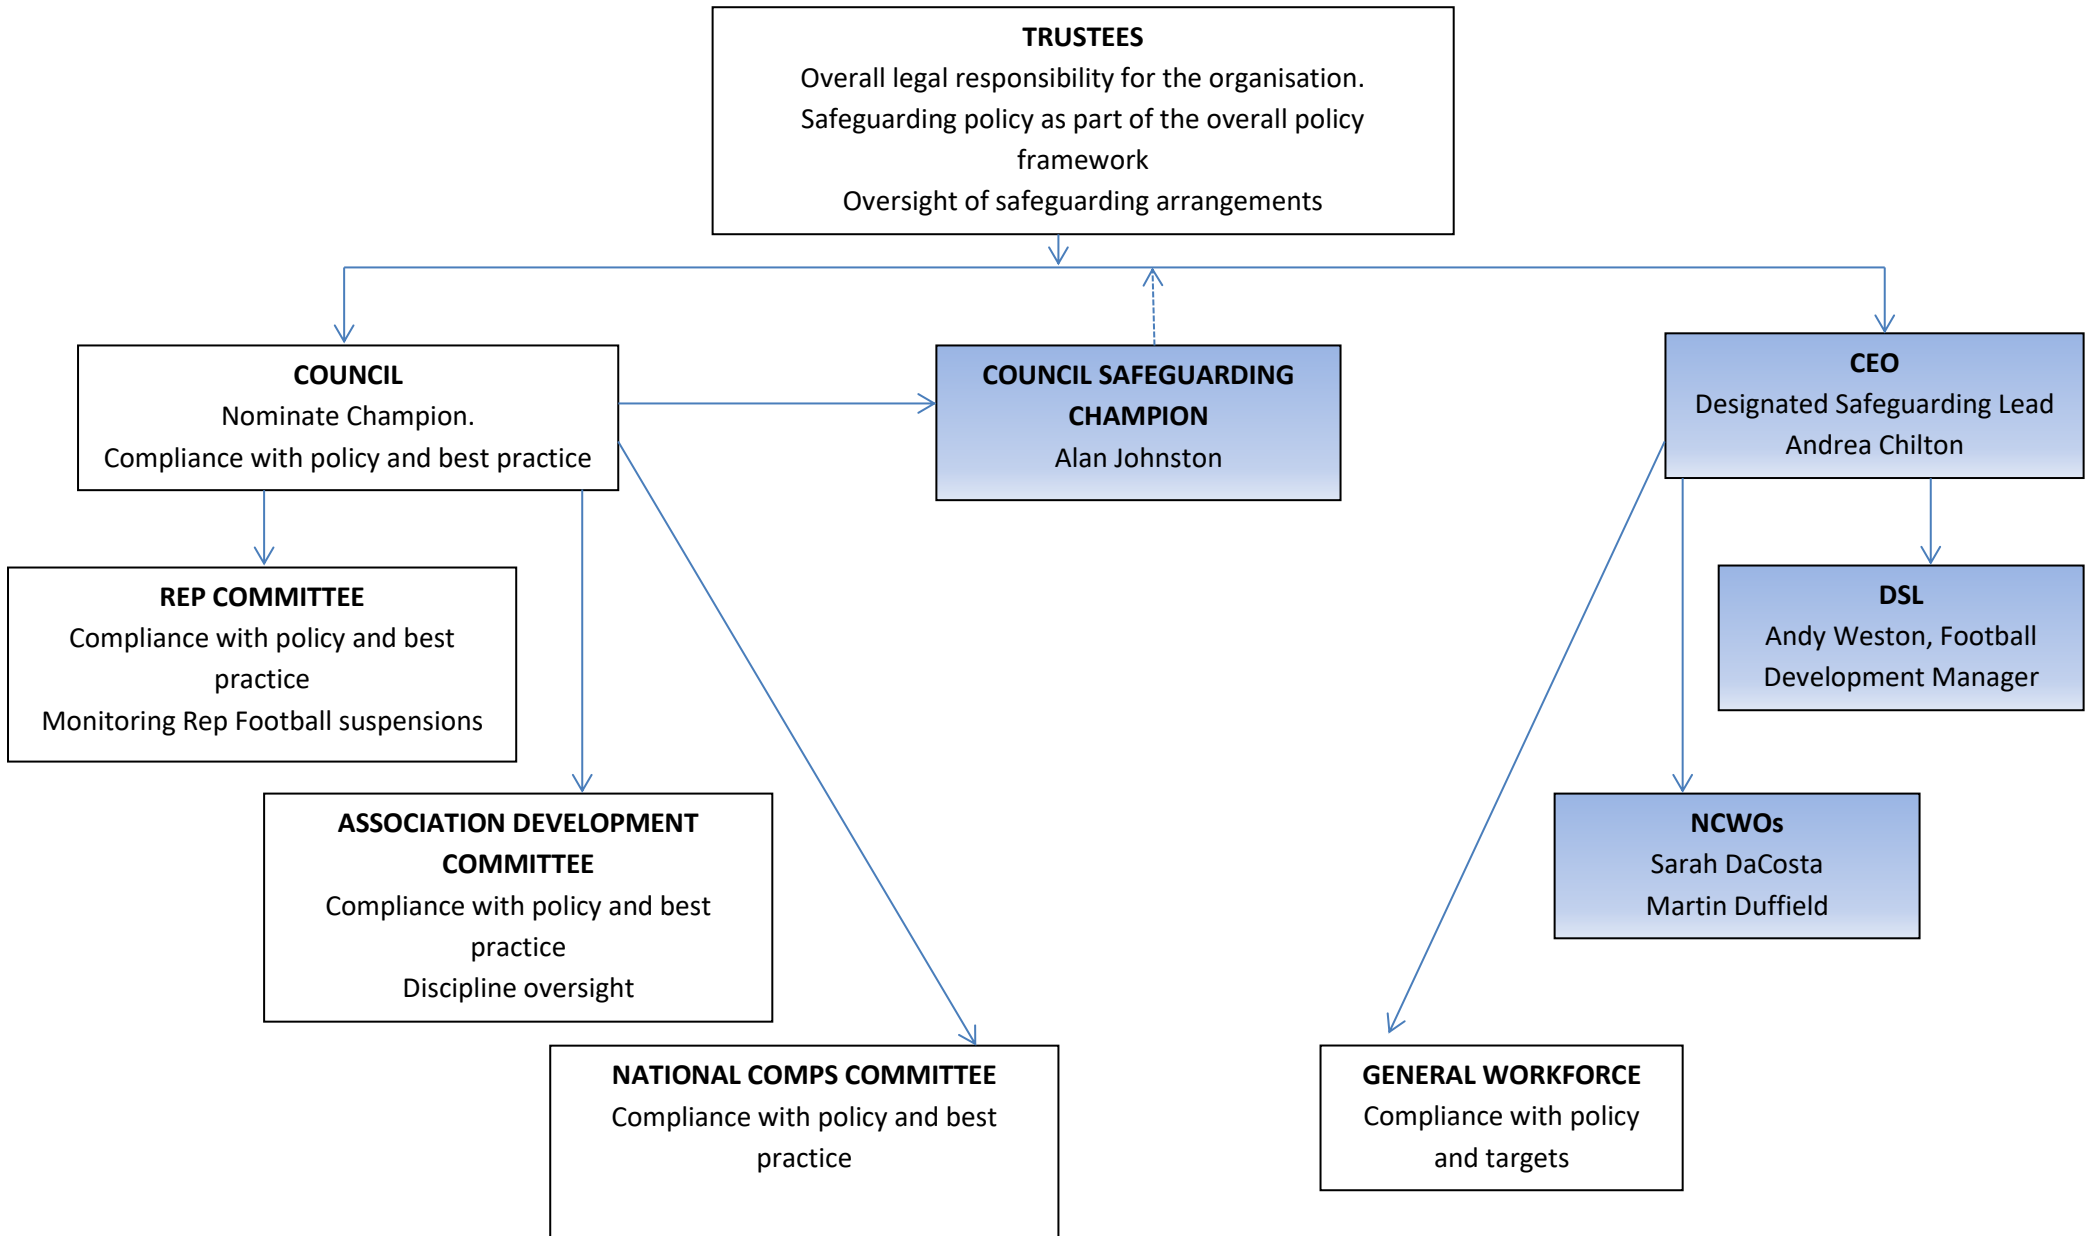 TRUSTEES
Overall legal responsibility for the organisation.
Safeguarding policy as part of the overall policy
framework
Oversight of safeguarding arrangements
COUNCIL
Nominate Champion.
Compliance with policy and best practice
COUNCIL SAFEGUARDING
CHAMPION
Alan Johnston
CEO
Designated Safeguarding Lead
Andrea Chilton
REP COMMITTEE
Compliance with policy and best
practice
Monitoring Rep Football suspensions
DSL
Andy Weston, Football
Development Manager
ASSOCIATION DEVELOPMENT
COMMITTEE
Compliance with policy and best
practice
Discipline oversight
NCWOs
Sarah DaCosta
Martin Duffield
NATIONAL COMPS COMMITTEE
Compliance with policy and best
practice
GENERAL WORKFORCE
Compliance with policy
and targets